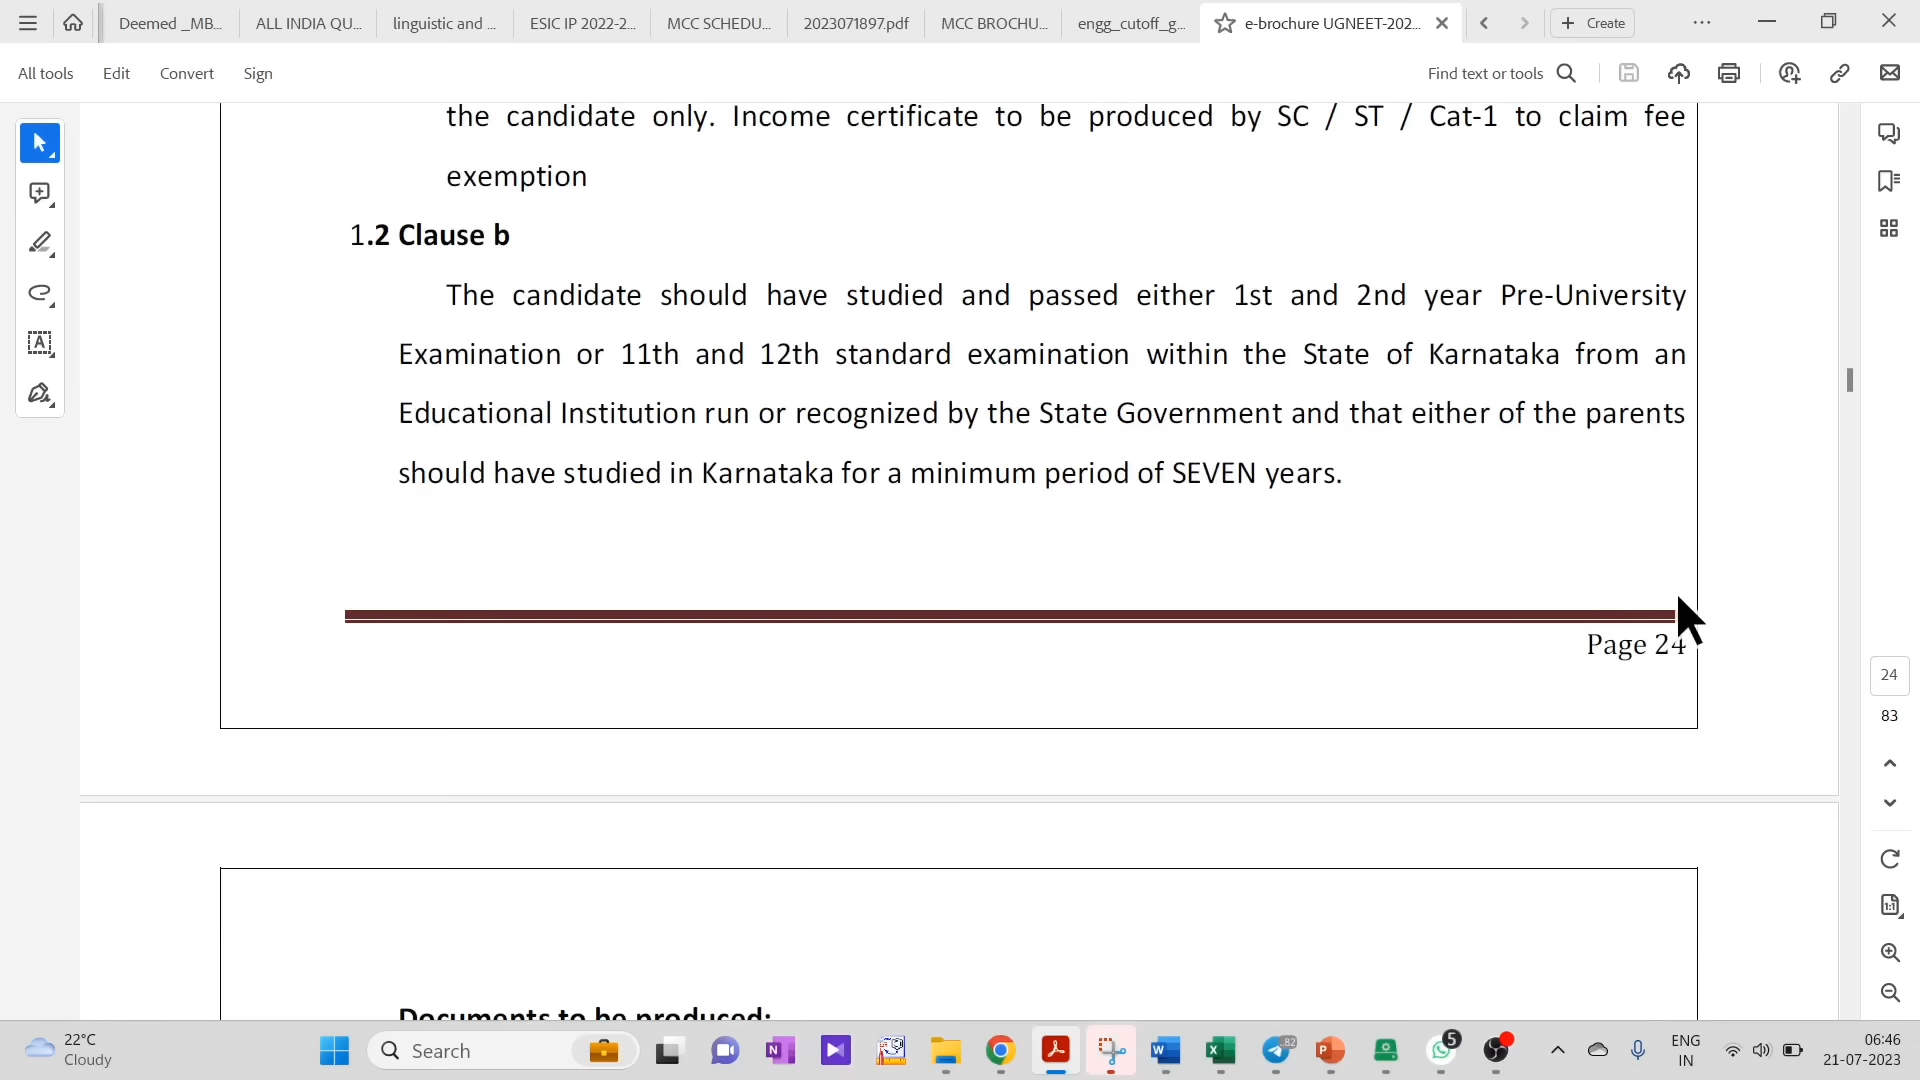 Deemed _MB...
ALL INDIA QU...
linguistic and ...
ESIC IP 2022-2...
MCC SCHEDU...
2023071897.pdf
MCC BROCHU...
engg_cutoff_g...
e-brochure UGNEET-202...
Create
All tools
Edit
Convert
Sign
Find text or tools
the candidate only. Income certificate to be produced by SC / ST / Cat-1 to claim fee
exemption
1.2 Clause b
The candidate should have studied and passed either 1st and 2nd year Pre-University
Examination or 11th and 12th standard examination within the State of Karnataka from an
Educational Institution run or recognized by the State Government and that either of the parents
should have studied in Karnataka for a minimum period of SEVEN years.
Page 24
24
83
Documents to be produced:
22°C
Cloudy
Search
82
5
ENG
IN
06:46
21-07-2023